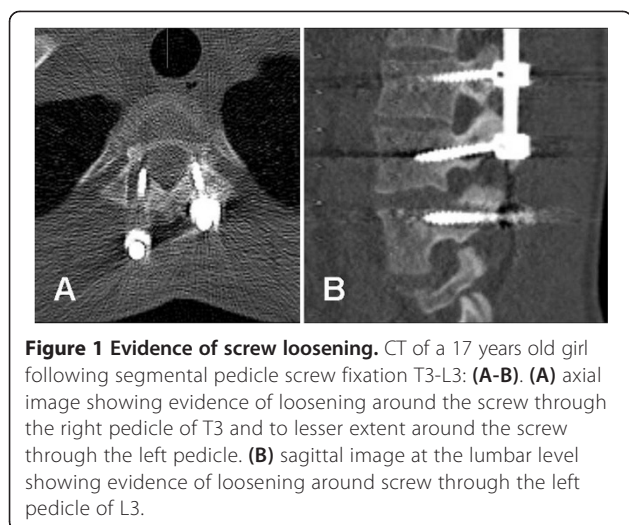 A
B
Figure 1 Evidence of screw loosening. CT of a 17 years old girl
following segmental pedicle screw fixation T3-L3: (A-B). (A) axial
image showing evidence of loosening around the screw through
the right pedicle of T3 and to lesser extent around the screw
through the left pedicle. (B) sagittal image at the lumbar level
showing evidence of loosening around screw through the left
pedicle of L3.